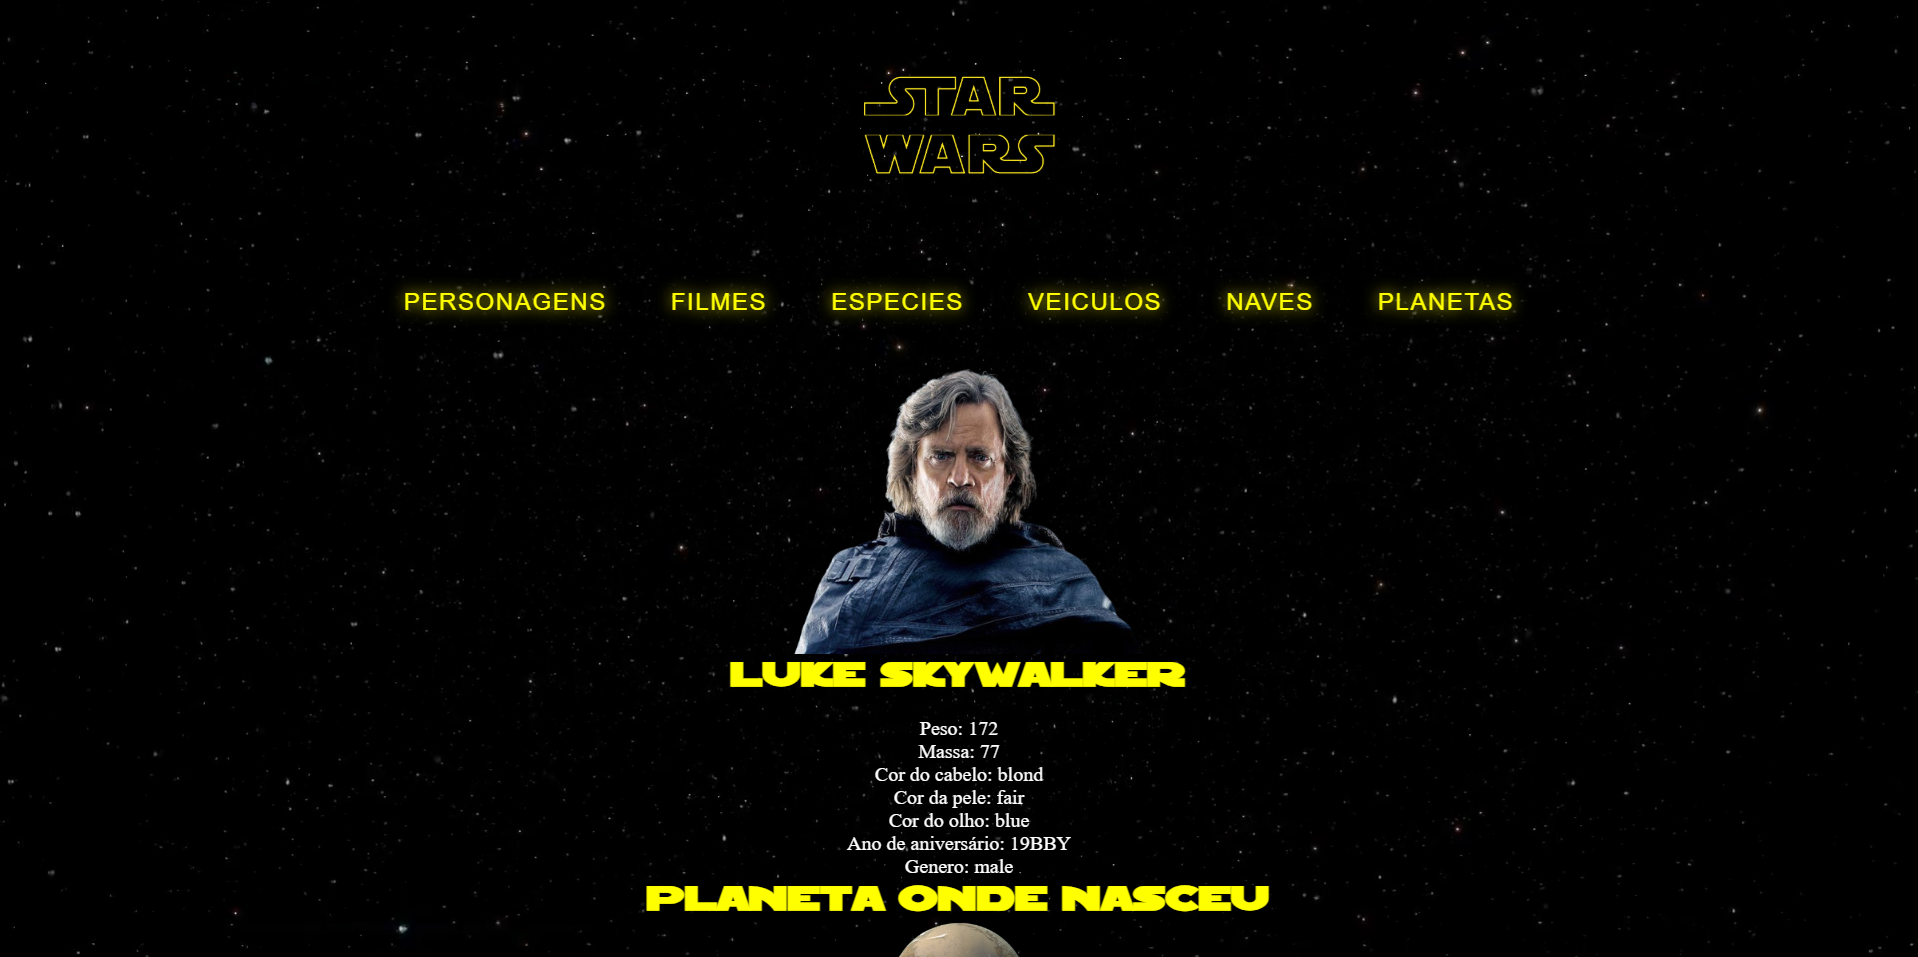 STAR
WARS
PERSONAGENS FILMES ESPECIES VEICULOS NAVES PLANETAS
LUKE SKYWALKER
Peso: 172
Massa: 77
Cor do cabelo: blond
Cor da pele: fair
Cor do olho: blue
Ano de aniversário: 19BBY
Genero: male
PLANETA ONDE NASCEU